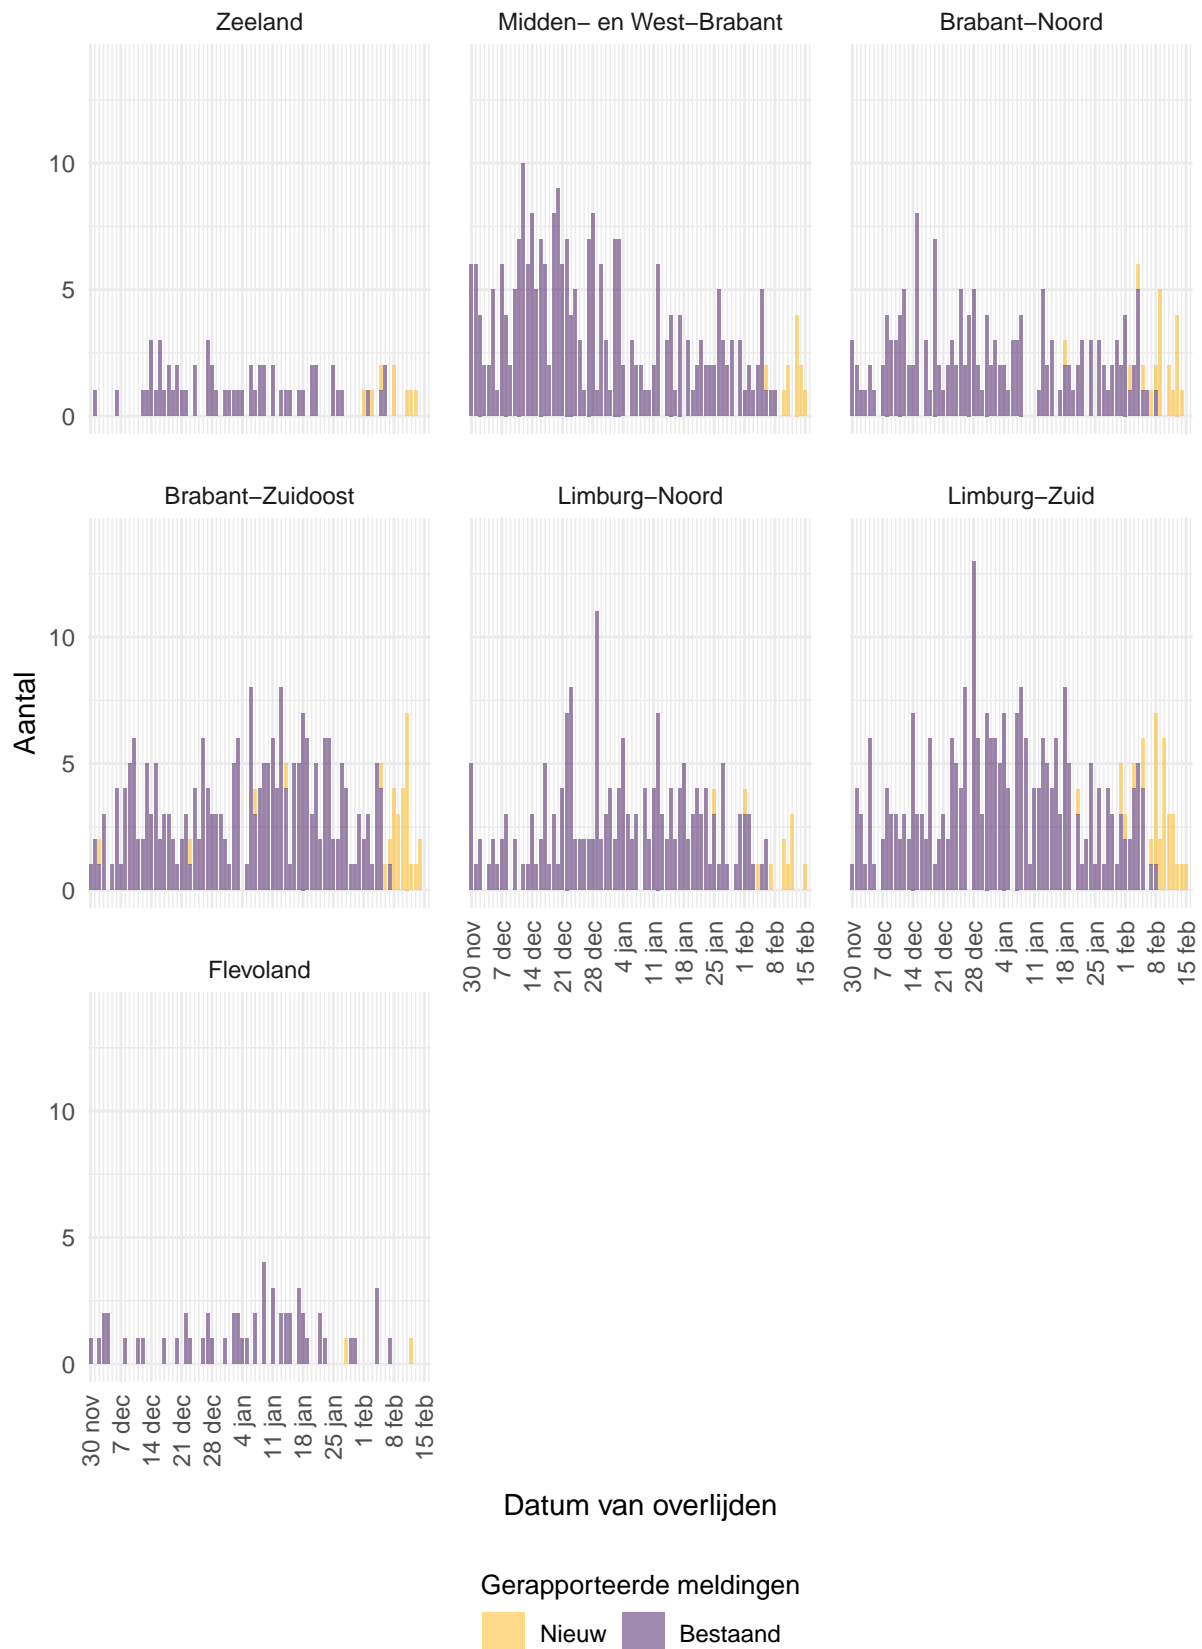 Zeeland
Midden− en West−Brabant
Brabant−Noord
10
5
0
Brabant−Zuidoost
Limburg−Noord
Limburg−Zuid
10
5
0
30 nov
7 dec
14 dec
21 dec
28 dec
4 jan
11 jan
18 jan
25 jan
1 feb
8 feb
15 feb
30 nov
7 dec
14 dec
21 dec
28 dec
4 jan
11 jan
18 jan
25 jan
1 feb
8 feb
15 feb
Flevoland
10
5
0
30 nov
7 dec
14 dec
21 dec
28 dec
4 jan
11 jan
18 jan
25 jan
1 feb
8 feb
15 feb
Aantal
Datum van overlijden
Gerapporteerde meldingen
Nieuw
Bestaand